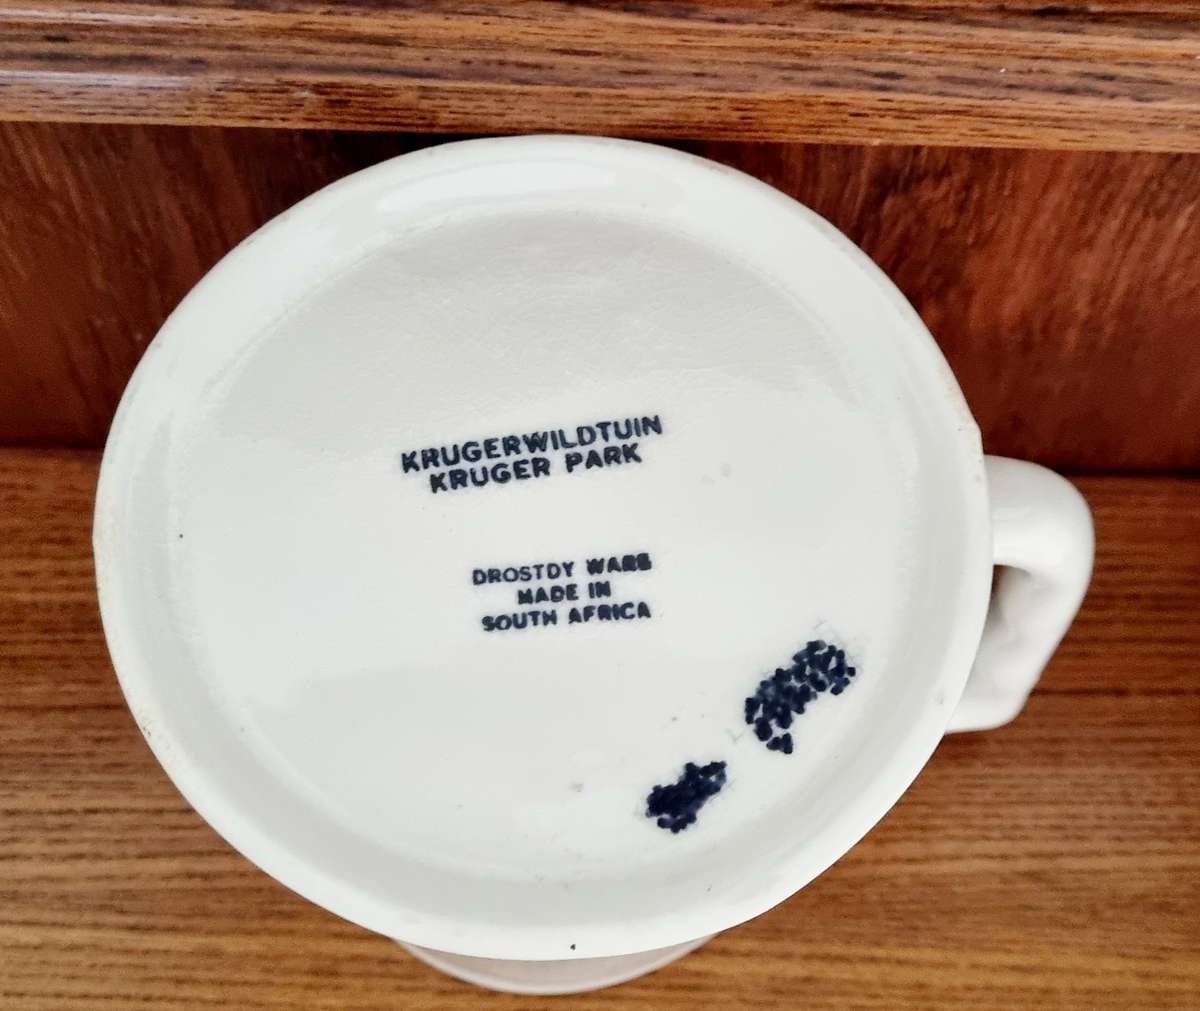 KRUGERWILDTUIN
KRUGER PARK
DROSTDY WARE
MADE IN
SOUTH AFRICA